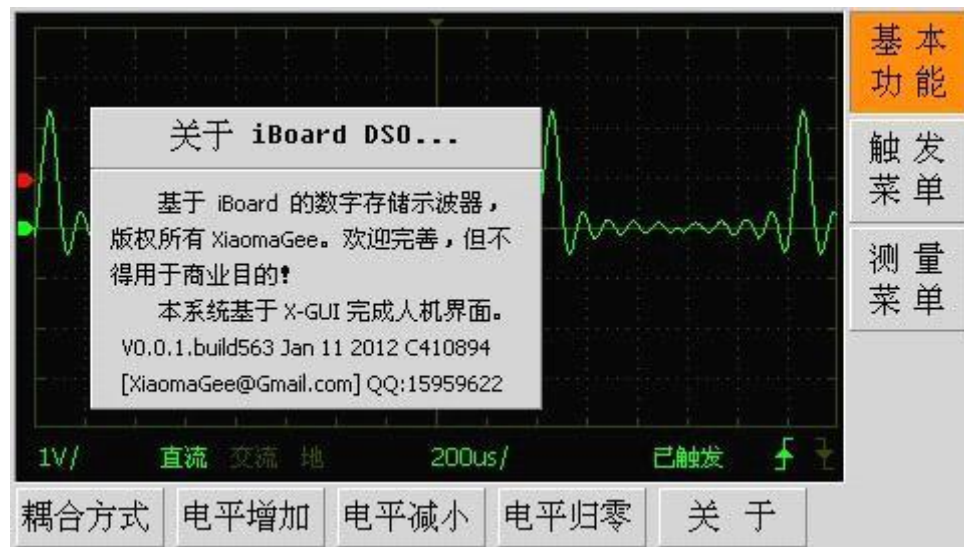 关于 iBoard DSO...
基于 iBoard 的数字存储示波器，
版权所有 XiaomaGee。欢迎完善，但不
得用于商业目的！
本系统基于 X-GUI 完成人机界面。
V0.0.1.build563 Jan 11 2012 C410894
[XiaomaGee@Gmail.com] QQ:15959622
1V/ 直流 交流 地 200us/ 已触发
基本
功能
触发
菜单
测量
菜单
耦合方式 电平增加 电平减小 电平归零 关于